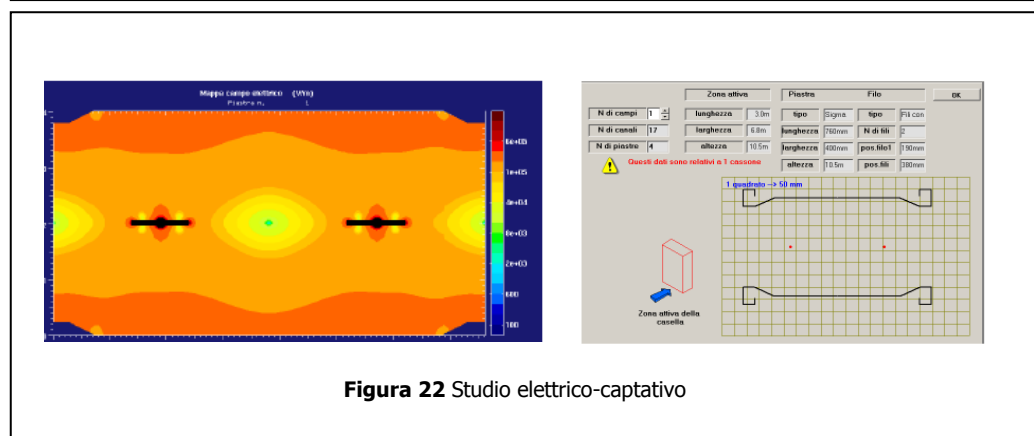 Mappa campo elettrico (V/m)
Piastra n. 1
6e+05
1e+05
4e+04
8e+03
2e+03
600
100
Zona attiva
Piastra
Filo
OK
N di campi 1
lunghezza 3.0m
tipo Sigma
tipo Fili con
N di canali 17
larghezza 6.8m
lunghezza 760mm
N di fili 2
N di piastre 4
altezza 10.5m
larghezza 400mm
pos.filo1 190mm
Questi dati sono relativi a 1 cassone
altezza 10.5m
pos.fili 380mm
1 quadrato --> 50 mm
Zona attiva della
casella
Figura 22 Studio elettrico-captativo